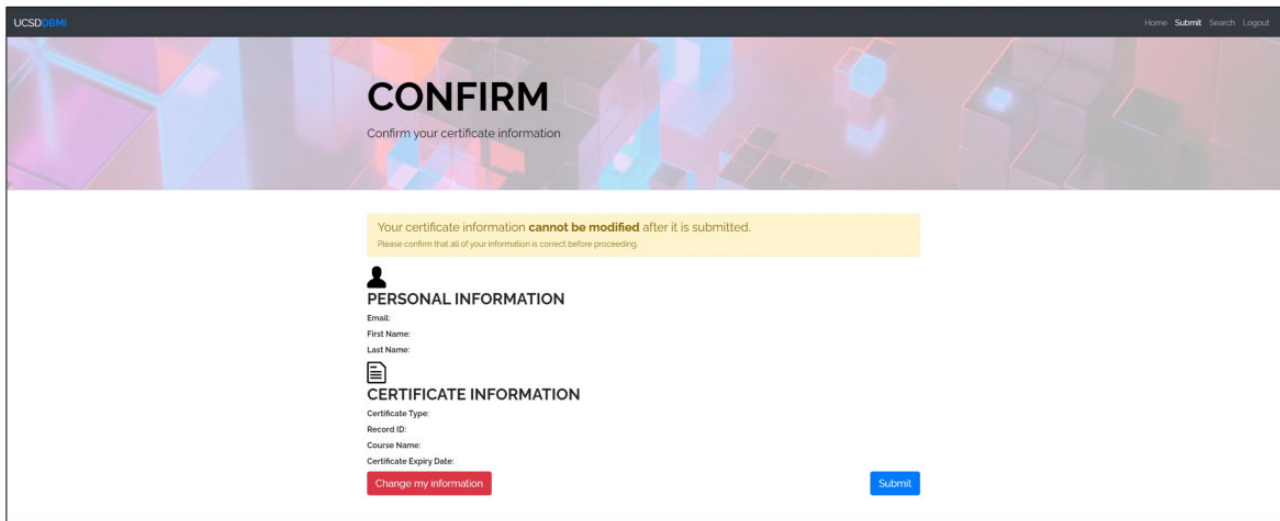 UCSDDBMI
Home Submit Search Logout
CONFIRM
Confirm your certificate information
Your certificate information cannot be modified after it is submitted.
Please confirm that all of your information is correct before proceeding.
PERSONAL INFORMATION
Email:
First Name:
Last Name:
CERTIFICATE INFORMATION
Certificate Type:
Record ID:
Course Name:
Certificate Expiry Date:
Change my information
Submit